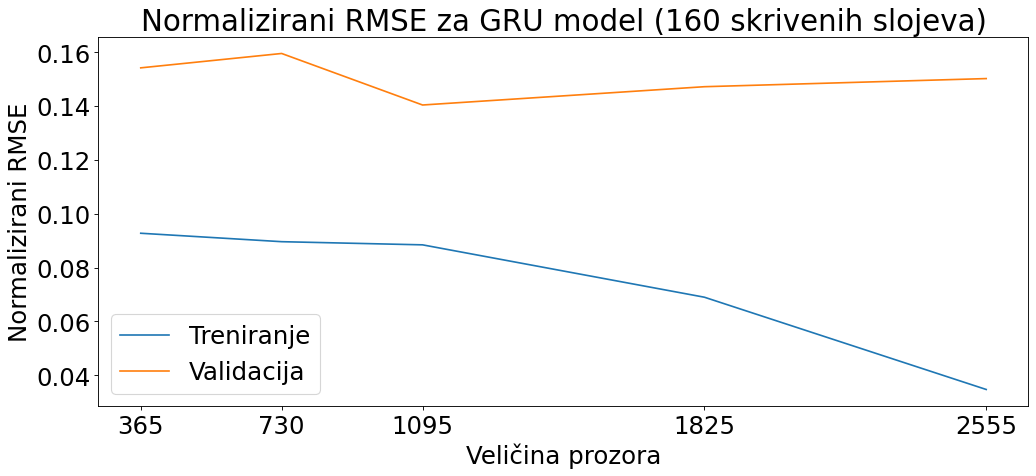 Normalizirani RMSE za GRU model (160 skrivenih slojeva)
Normalizirani RMSE
0.16
0.14
0.12
0.10
0.08
0.06
0.04
Treniranje
Validacija
365 730 1095 1825 2555
Veličina prozora